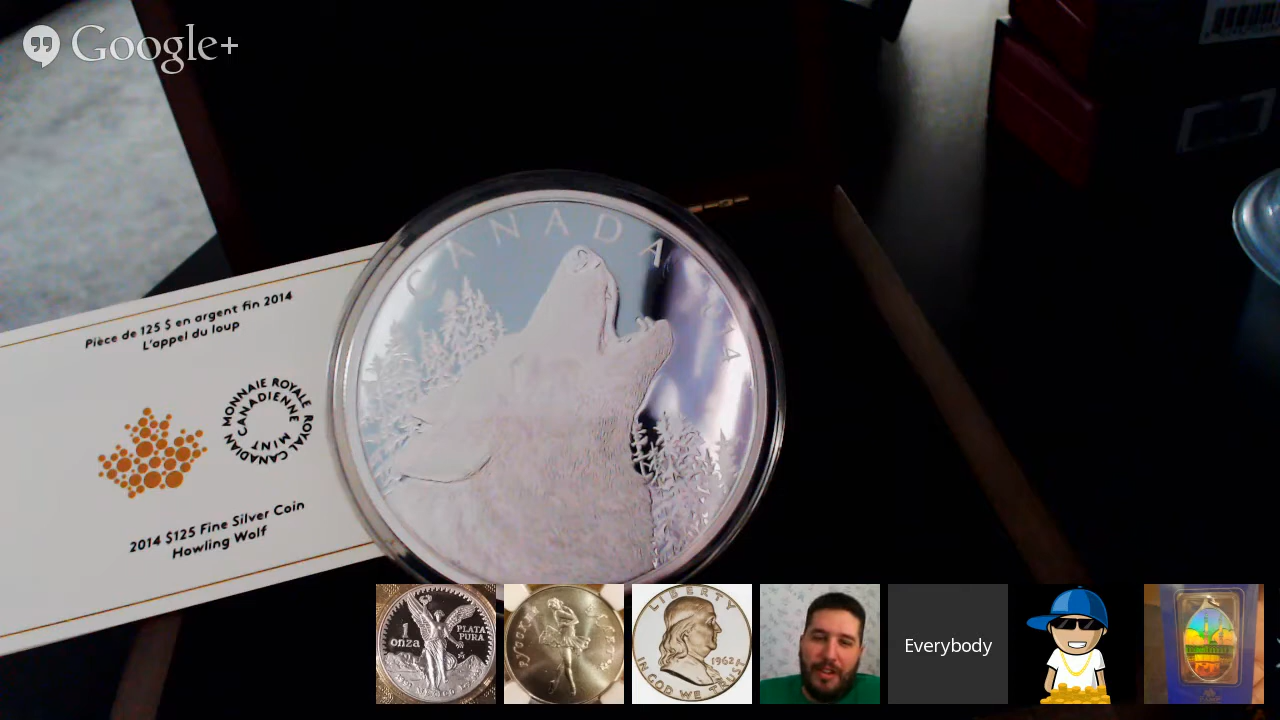 Google+
CANADA
Pièce de 125 $ en argent fin 2014
L'appel du loup
MONNAIE ROYALE CANADIENNE
ROYAL CANADIAN MINT
2014 $125 Fine Silver Coin
Howling Wolf
1
onza
PLATA
PURA
LIBERTY
1962
IN GOD WE TRUST
Everybody